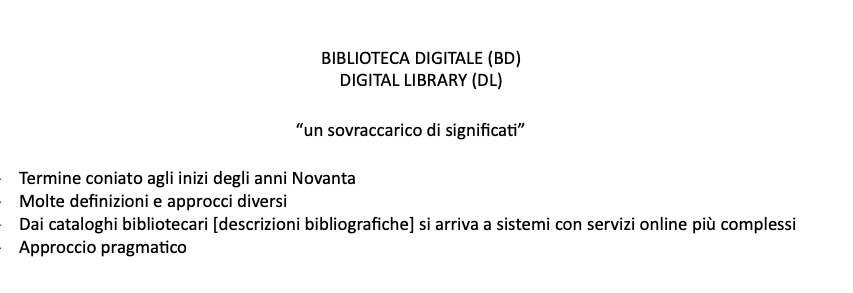 BIBLIOTECA DIGITALE (BD)
DIGITAL LIBRARY (DL)
“un sovraccarico di significati”
- Termine coniato agli inizi degli anni Novanta
- Molte definizioni e approcci diversi
- Dai cataloghi bibliotecari [descrizioni bibliografiche] si arriva a sistemi con servizi online più complessi
- Approccio pragmatico